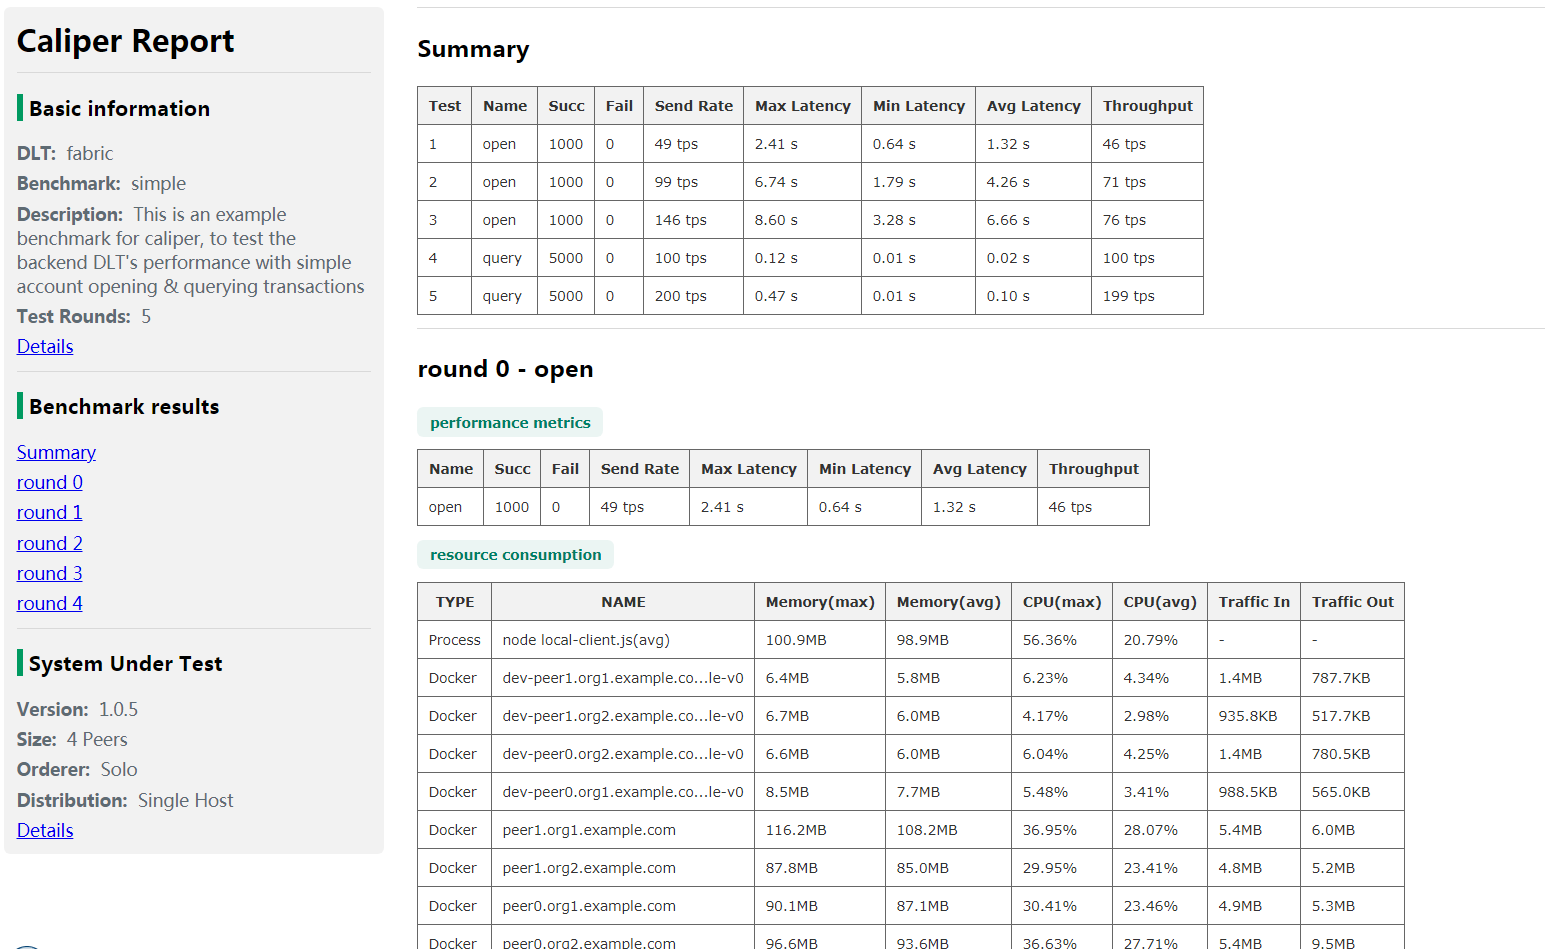 Caliper Report
Basic information
DLT: fabric
Benchmark: simple
Description: This is an example
benchmark for caliper, to test the
backend DLT's performance with simple
account opening & querying transactions
Test Rounds: 5
Details
Benchmark results
Summary
round 0
round 1
round 2
round 3
round 4
System Under Test
Version: 1.0.5
Size: 4 Peers
Orderer: Solo
Distribution: Single Host
Details
Summary
Test Name Succ Fail Send Rate Max Latency Min Latency Avg Latency Throughput
1 open 1000 0 49 tps 2.41 s 0.64 s 1.32 s 46 tps
2 open 1000 0 99 tps 6.74 s 1.79 s 4.26 s 71 tps
3 open 1000 0 146 tps 8.60 s 3.28 s 6.66 s 76 tps
4 query 5000 0 100 tps 0.12 s 0.01 s 0.02 s 100 tps
5 query 5000 0 200 tps 0.47 s 0.01 s 0.10 s 199 tps
round 0 - open
performance metrics
Name Succ Fail Send Rate Max Latency Min Latency Avg Latency Throughput
open 1000 0 49 tps 2.41 s 0.64 s 1.32 s 46 tps
resource consumption
TYPE NAME Memory(max) Memory(avg) CPU(max) CPU(avg) Traffic In Traffic Out
Process node local-client.js(avg) 100.9MB 98.9MB 56.36% 20.79% - -
Docker dev-peer1.org1.example.co...le-v0 6.4MB 5.8MB 6.23% 4.34% 1.4MB 787.7KB
Docker dev-peer1.org2.example.co...le-v0 6.7MB 6.0MB 4.17% 2.98% 935.8KB 517.7KB
Docker dev-peer0.org2.example.co...le-v0 6.6MB 6.0MB 6.04% 4.25% 1.4MB 780.5KB
Docker dev-peer0.org1.example.co...le-v0 8.5MB 7.7MB 5.48% 3.41% 988.5KB 565.0KB
Docker peer1.org1.example.com 116.2MB 108.2MB 36.95% 28.07% 5.4MB 6.0MB
Docker peer1.org2.example.com 87.8MB 85.0MB 29.95% 23.41% 4.8MB 5.2MB
Docker peer0.org1.example.com 90.1MB 87.1MB 30.41% 23.46% 4.9MB 5.3MB
Docker peer0.org2.example.com 96.6MB 93.6MB 36.63% 27.71% 5.4MB 9.5MB